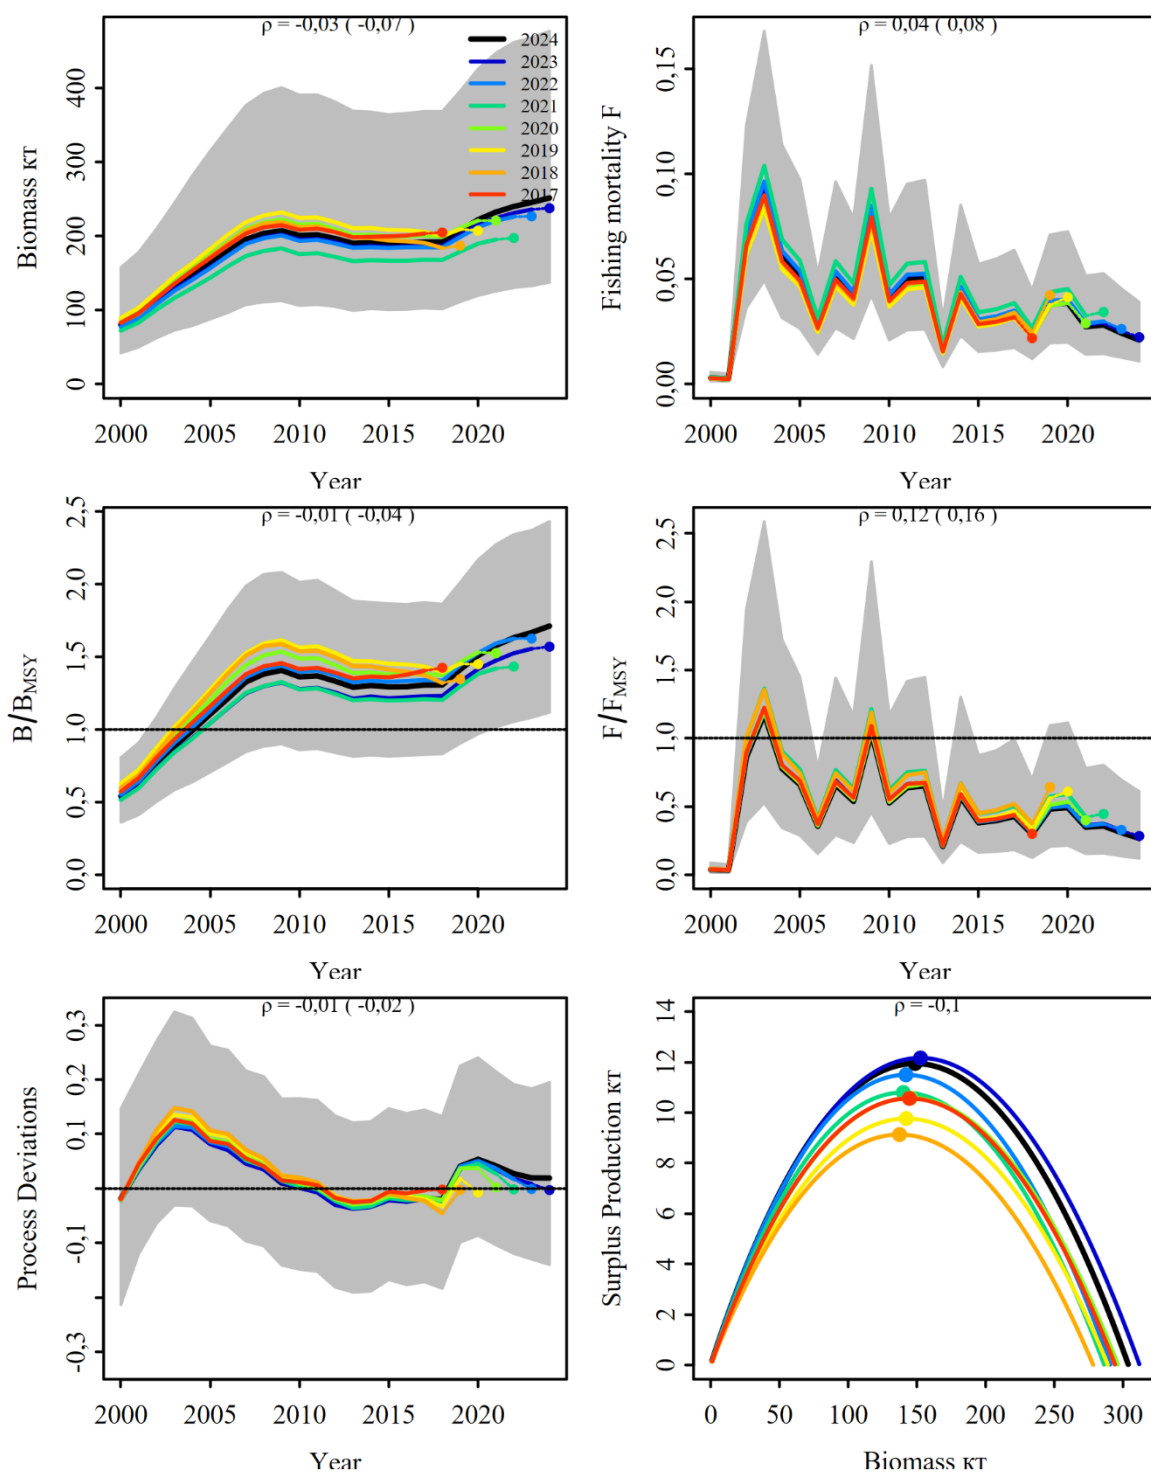 ρ = -0,03 ( -0,07 )
2024
2023
2022
2021
2020
2019
2018
2017
Biomass кт
0
100
200
300
400
2000 2005 2010 2015 2020
Year
ρ = 0,04 ( 0,08 )
Fishing mortality F
0,00
0,05
0,10
0,15
2000 2005 2010 2015 2020
Year
ρ = -0,01 ( -0,04 )
B/BMSY
0,0
0,5
1,0
1,5
2,0
2,5
2000 2005 2010 2015 2020
Year
ρ = 0,12 ( 0,16 )
F/FMSY
0,0
0,5
1,0
1,5
2,0
2,5
2000 2005 2010 2015 2020
Year
ρ = -0,01 ( -0,02 )
Process Deviations
-0,3
-0,1
0,1
0,2
0,3
2000 2005 2010 2015 2020
Year
ρ = -0,1
Surplus Production кт
0
2
4
6
8
10
12
14
0 50 100 150 200 250 300
Biomass кт